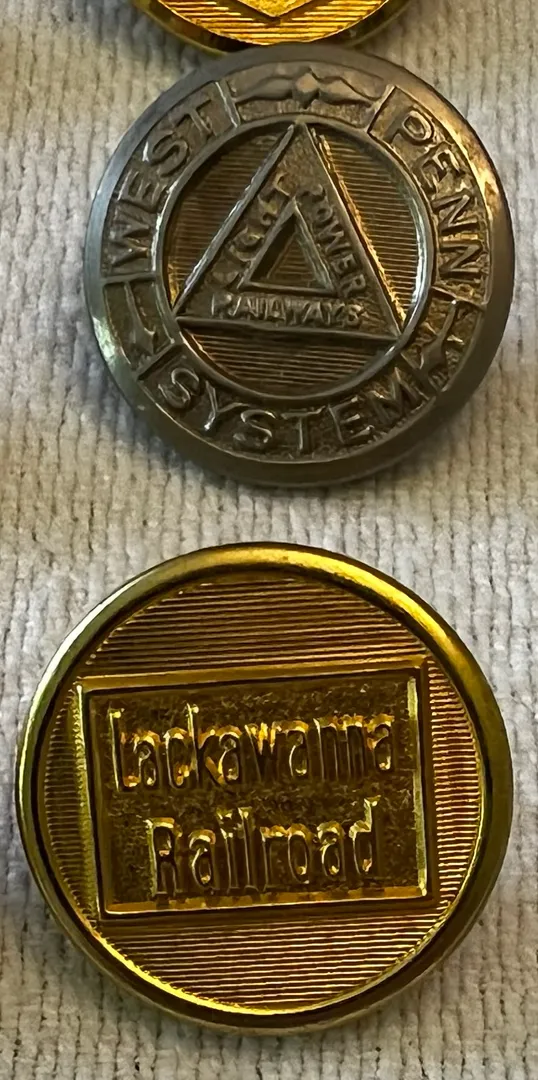 WEST PENN
SYSTEM
LIGHT POWER
RAILWAYS
Lackawanna
Railroad